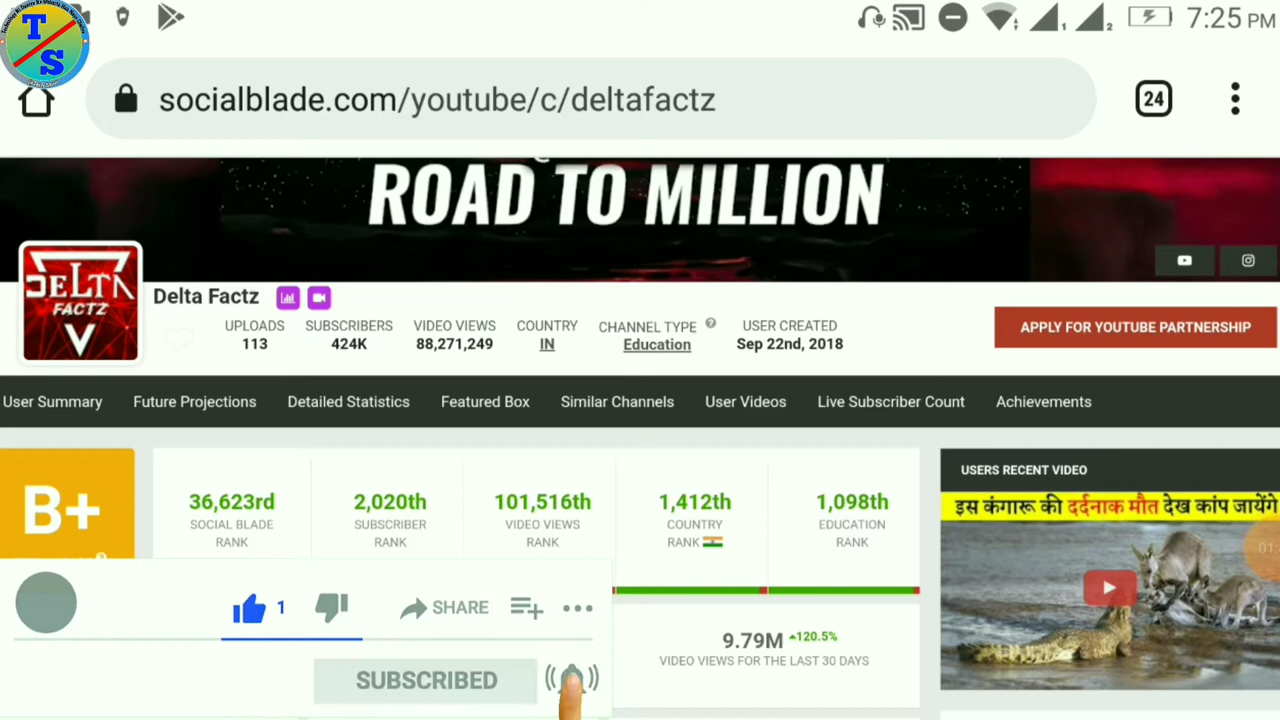 T
S
7:25 PM
socialblade.com/youtube/c/deltafactz
24
ROAD TO MILLION
DELTA
FACTZ
Delta Factz
UPLOADS SUBSCRIBERS VIDEO VIEWS COUNTRY CHANNEL TYPE USER CREATED
113 424K 88,271,249 IN Education Sep 22nd, 2018
APPLY FOR YOUTUBE PARTNERSHIP
User Summary Future Projections Detailed Statistics Featured Box Similar Channels User Videos Live Subscriber Count Achievements
B+
36,623rd 2,020th 101,516th 1,412th 1,098th
SOCIAL BLADE SUBSCRIBER VIDEO VIEWS COUNTRY EDUCATION
RANK RANK RANK RANK RANK
USERS RECENT VIDEO
इस कंगारू की दर्दनाक मौत देख कांप जायेंगे
1 SHARE
9.79M 120.5%
VIDEO VIEWS FOR THE LAST 30 DAYS
SUBSCRIBED